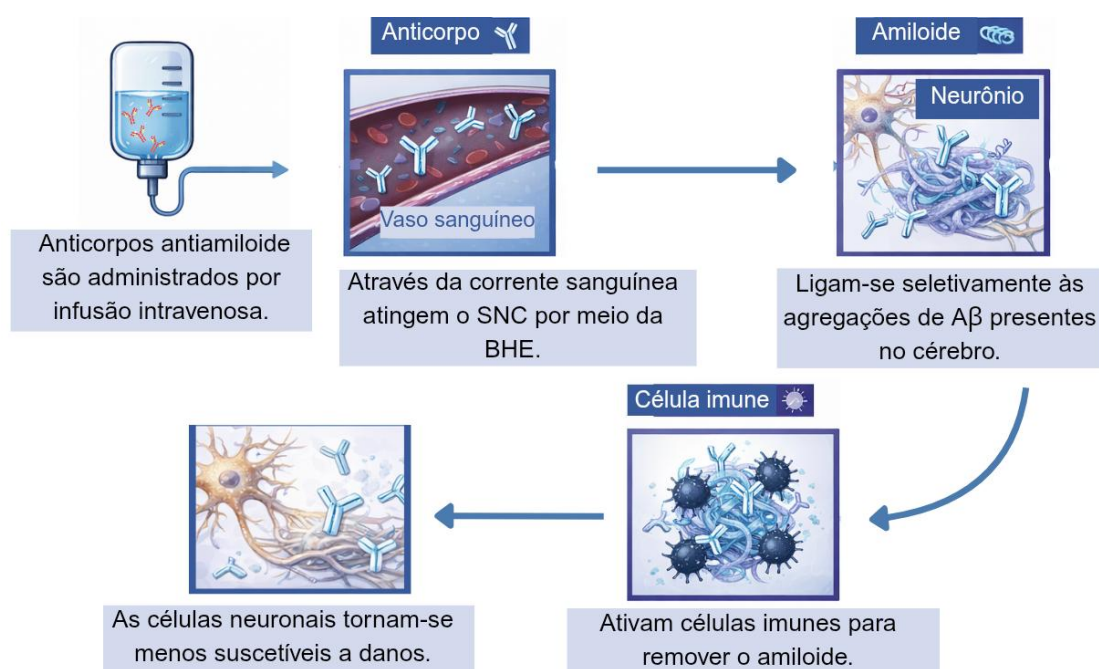 Anticorpo
Amiloide
Neurônio
Vaso sanguíneo
Anticorpos antiamiloide
são administrados por
infusão intravenosa.
Através da corrente sanguínea
atingem o SNC por meio da
BHE.
Ligam-se seletivamente às
agregações de Aβ presentes
no cérebro.
Célula imune
Ativam células imunes para
remover o amiloide.
As células neuronais tornam-se
menos suscetíveis a danos.